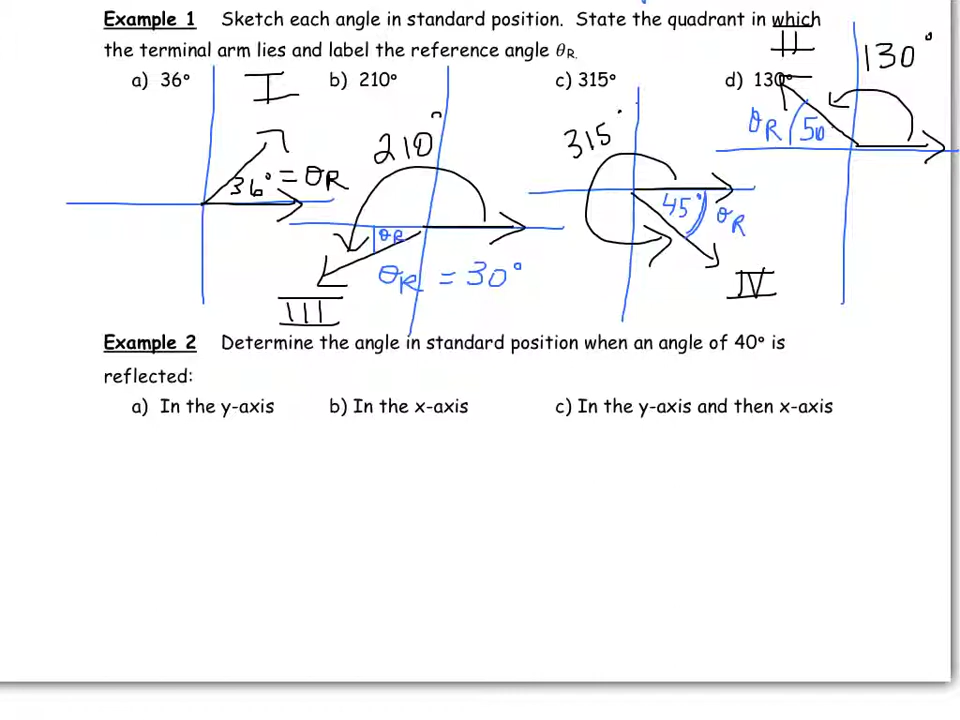 Example 1 Sketch each angle in standard position. State the quadrant in which
the terminal arm lies and label the reference angle θR.
a) 36° b) 210° c) 315° d) 130°
I
II
130°
210°
315°
36° = θR
θR
θR = 30°
III
45° θR
IV
θR 50
Example 2 Determine the angle in standard position when an angle of 40° is
reflected:
a) In the y-axis b) In the x-axis c) In the y-axis and then x-axis